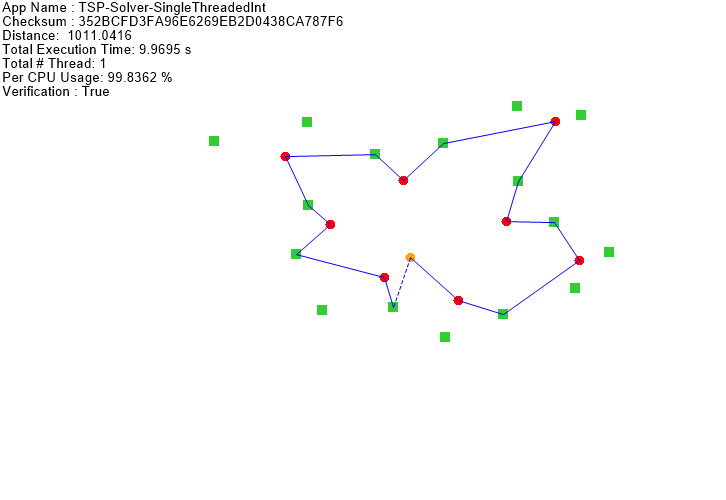 App Name : TSP-Solver-SingleThreadedInt
Checksum : 352BCFD3FA96E6269EB2D0438CA787F6
Distance:  1011.0416
Total Execution Time: 9.9695 s
Total # Thread: 1
Per CPU Usage: 99.8362 %
Verification : True